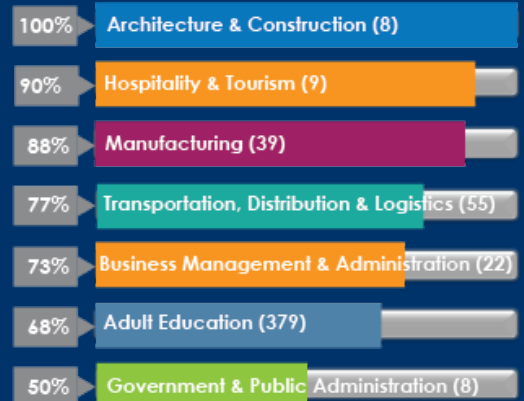 100% Architecture & Construction (8)
90% Hospitality & Tourism (9)
88% Manufacturing (39)
77% Transportation, Distribution & Logistics (55)
73% Business Management & Administration (22)
68% Adult Education (379)
50% Government & Public Administration (8)